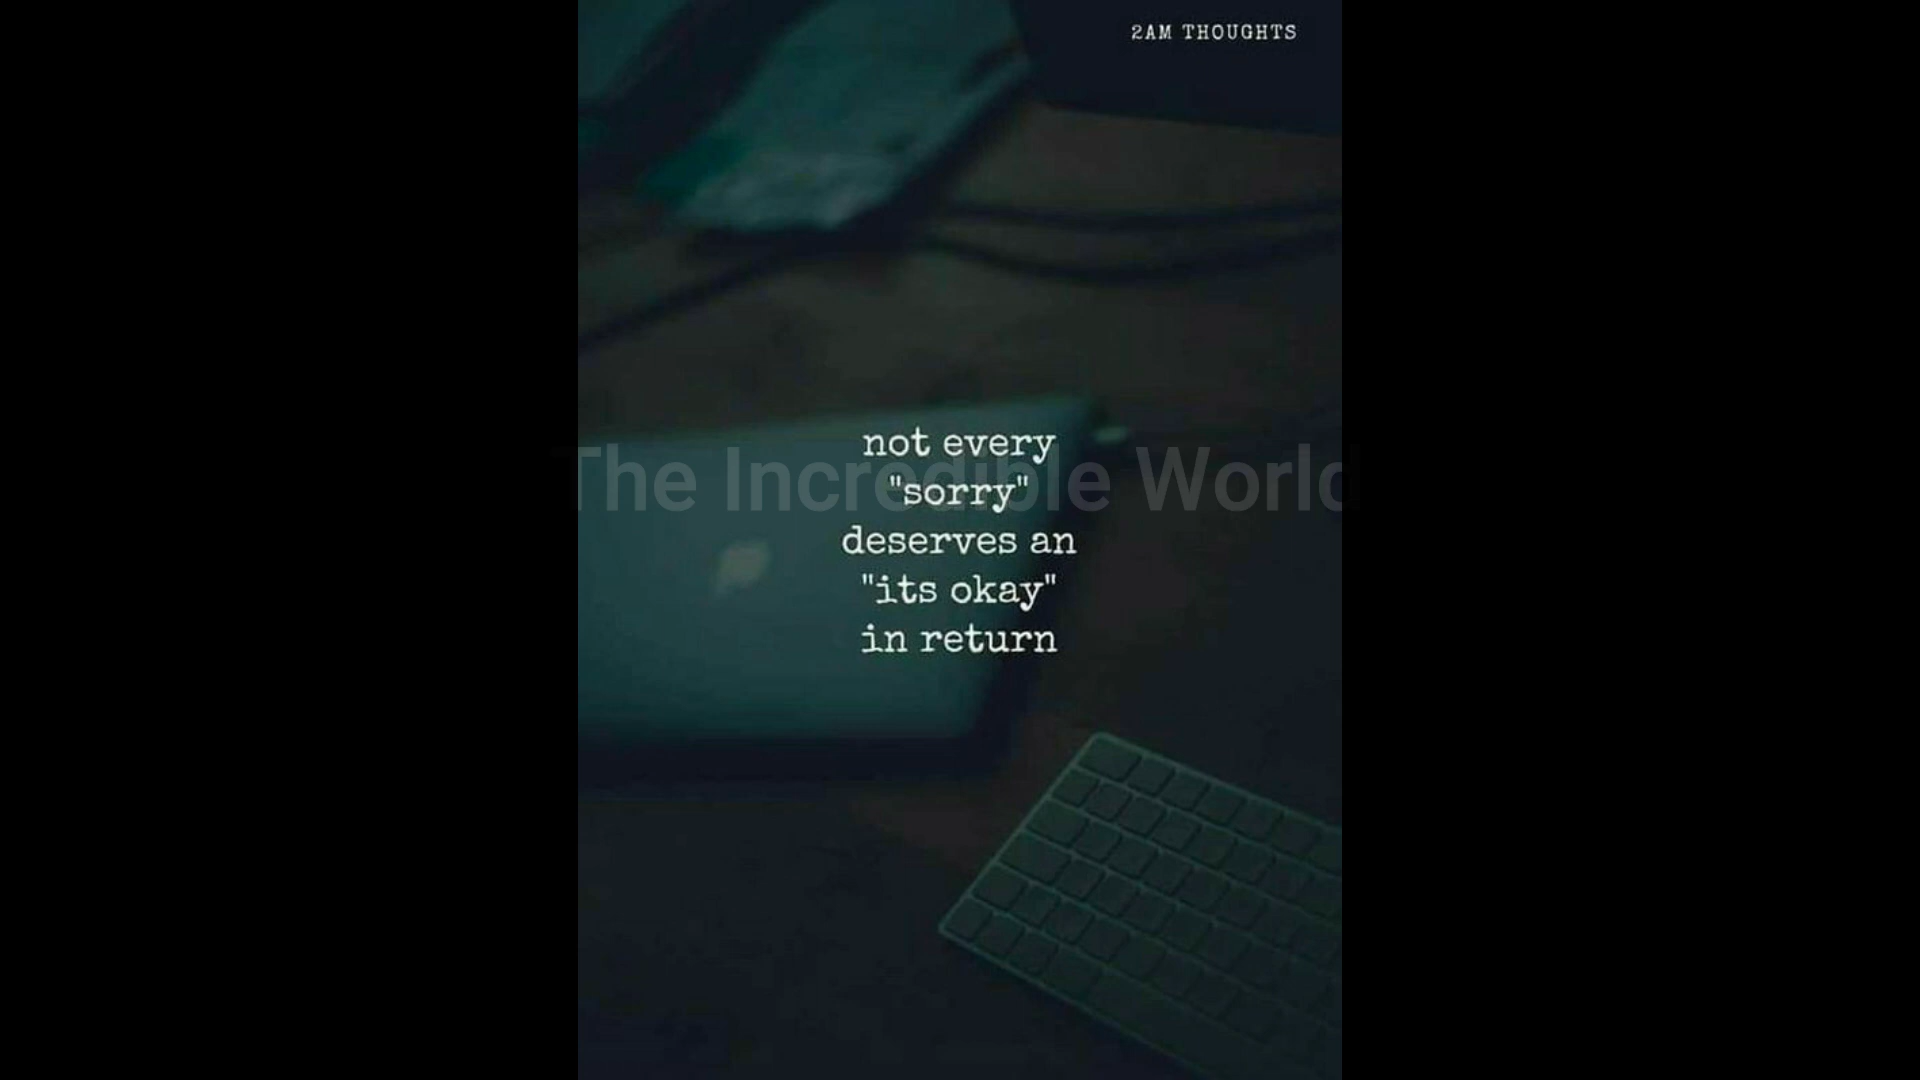 2AM THOUGHTS
not every
The Incredible World
"sorry"
deserves an
"its okay"
in return